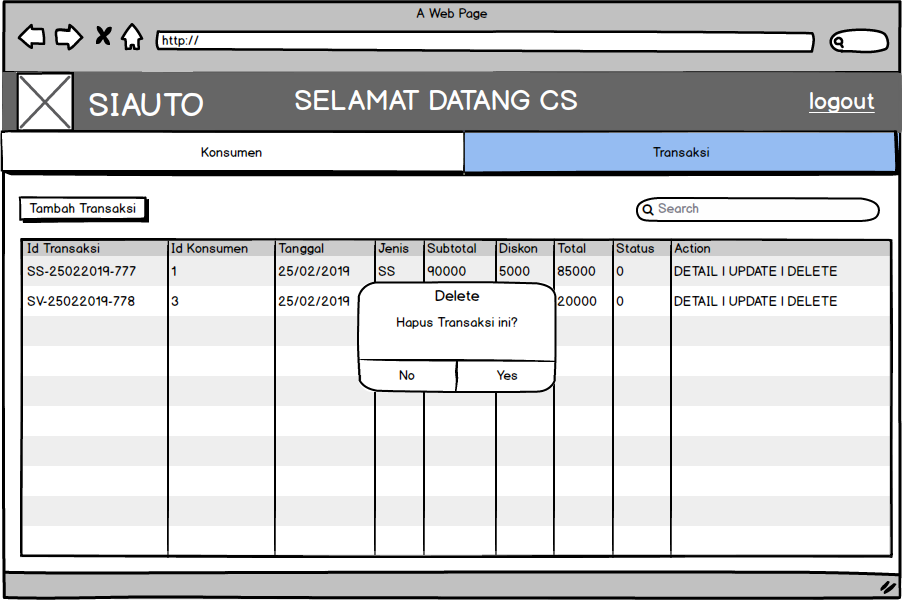 A Web Page
http://
SIAUTO
SELAMAT DATANG CS
logout
Konsumen
Transaksi
Tambah Transaksi
Search
Id Transaksi Id Konsumen Tanggal Jenis Subtotal Diskon Total Status Action
SS-25022019-777 1 25/02/2019 SS 90000 5000 85000 0 DETAIL | UPDATE | DELETE
SV-25022019-778 3 25/02/2019 20000 0 DETAIL | UPDATE | DELETE
Delete
Hapus Transaksi ini?
No Yes